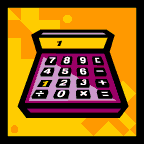 1
7 8 9 C
4 5 6 -
1 2 3 +
÷ 0 × =